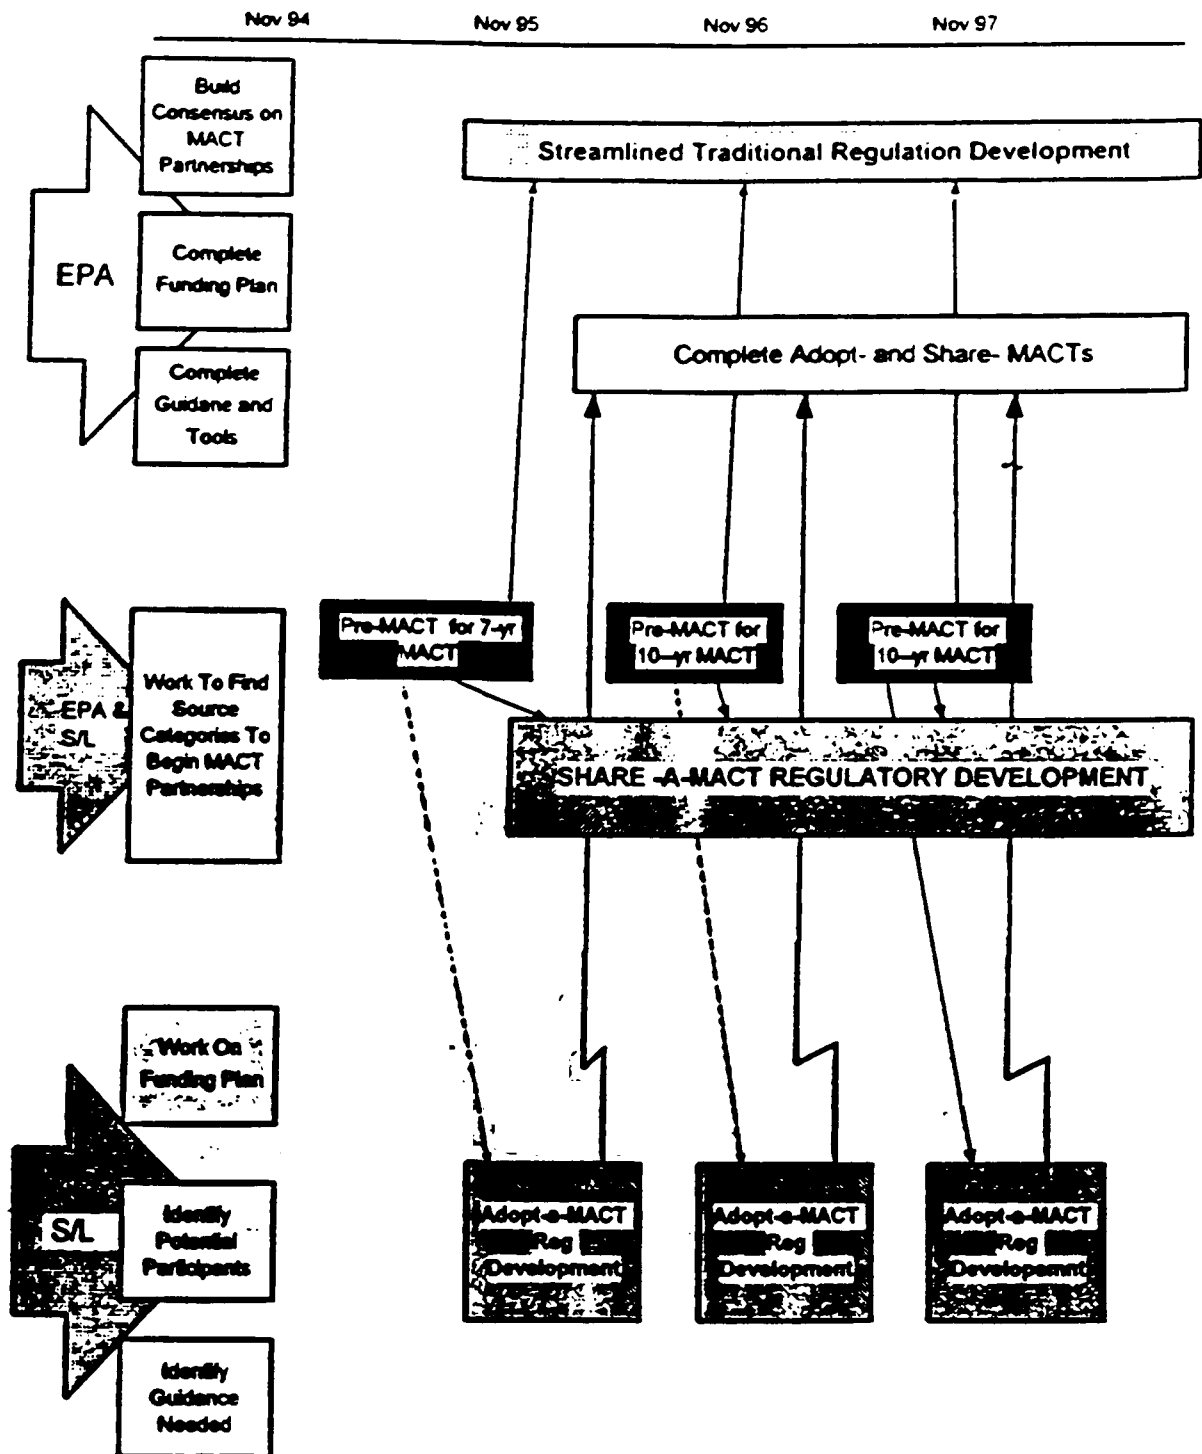 Nov 94 Nov 95 Nov 96 Nov 97
Build
Consensus on
MACT
Partnerships
Streamlined Traditional Regulation Development
EPA
Complete
Funding Plan
Complete Adopt- and Share- MACTs
Complete
Guidane and
Tools
Pre-MACT for 7-yr
MACT
Pre-MACT for
10-yr MACT
Pre-MACT for
10-yr MACT
EPA &
S/L
Work To Find
Source
Categories To
Begin MACT
Partnerships
SHARE -A-MACT REGULATORY DEVELOPMENT
Work On
Funding Plan
S/L
Identify
Potential
Participants
Adopt-a-MACT
Reg
Development
Adopt-a-MACT
Reg
Development
Adopt-a-MACT
Reg
Developemnt
Identify
Guidance
Needed